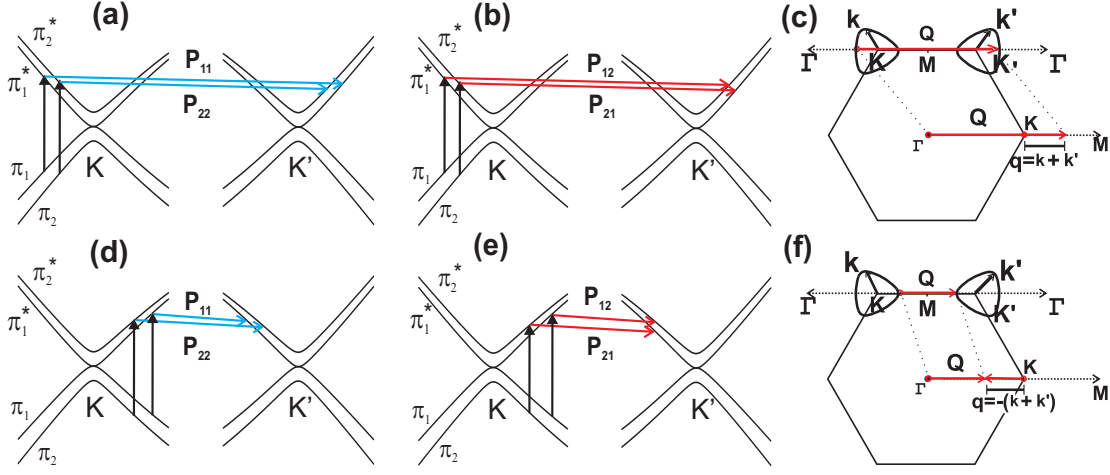 (a)
π₂*
π₁*
P₁₁
P₂₂
π₁
π₂
K
K'
(b)
π₂*
π₁*
P₁₂
P₂₁
π₁
π₂
K
K'
(c)
k
Q
k'
Γ
K
M
K'
Γ
Q
K
Γ
M
q=k + k'
(d)
π₂*
π₁*
P₁₁
P₂₂
π₁
π₂
K
K'
(e)
π₂*
π₁*
P₁₂
P₂₁
π₁
π₂
K
K'
(f)
k
Q
k'
Γ
K
M
K'
Γ
Q
K
Γ
M
q=-(k + k')